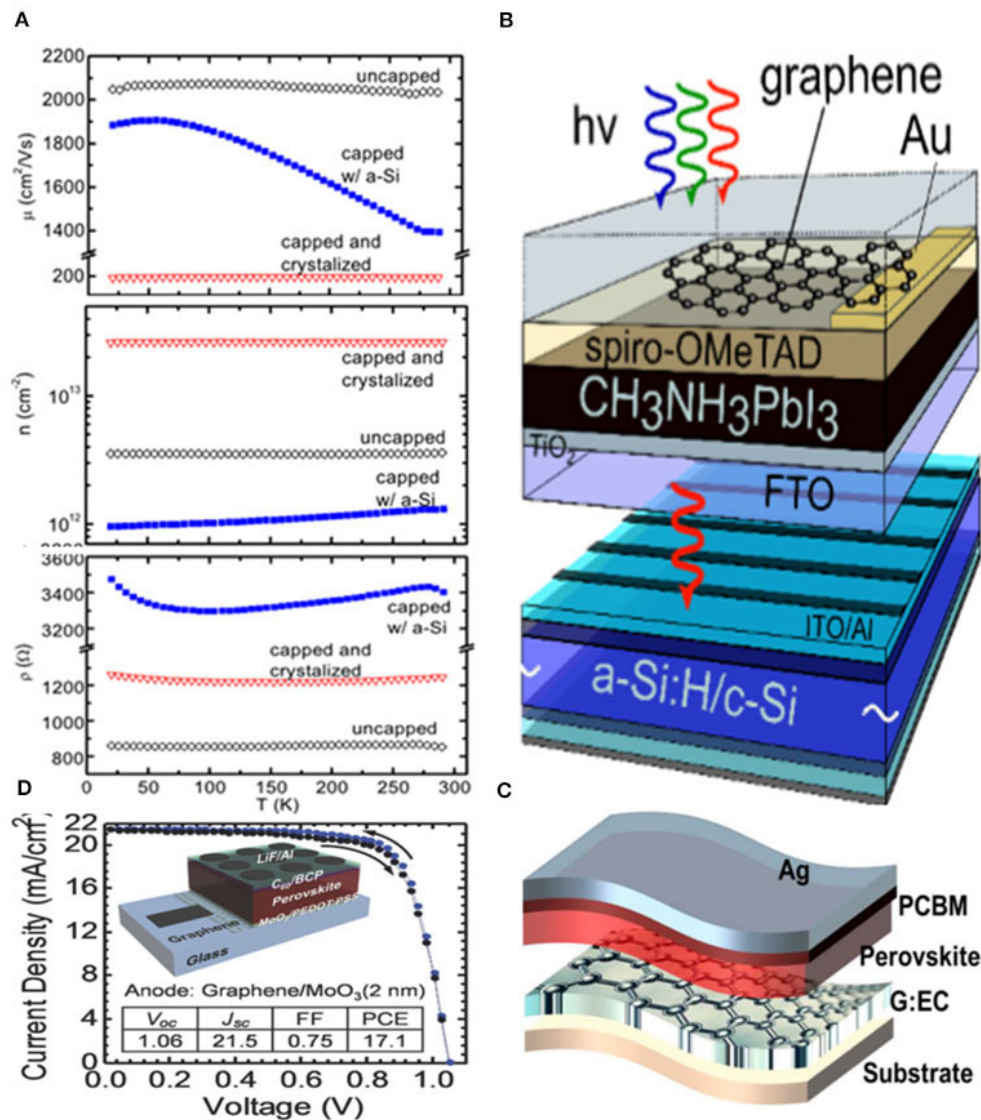 A
2200
2000
1800
1600
1400
200
μ (cm²/Vs)
uncapped
capped
w/ a-Si
capped and
crystalized
n (cm⁻²)
10¹³
10¹²
capped and
crystalized
uncapped
capped
w/ a-Si
3600
3400
3300
1200
1000
800
ρ (Ω)
capped
w/ a-Si
capped and
crystalized
uncapped
0 50 100 150 200 250 300
T (K)
B
hν
graphene
Au
spiro-OMeTAD
CH₃NH₃PbI₃
TiO₂
FTO
ITO/Al
a-Si:H/c-Si
D
22
20
16
12
8
4
0
Current Density (mA/cm²)
LiF/Al
C₆₀/BCP
Perovskite
MoO₃/PEDOT:PSS
Graphene
Glass
Anode: Graphene/MoO₃(2 nm)
Voc Jsc FF PCE
1.06 21.5 0.75 17.1
0.0 0.2 0.4 0.6 0.8 1.0
Voltage (V)
C
Ag
PCBM
Perovskite
G:EC
Substrate